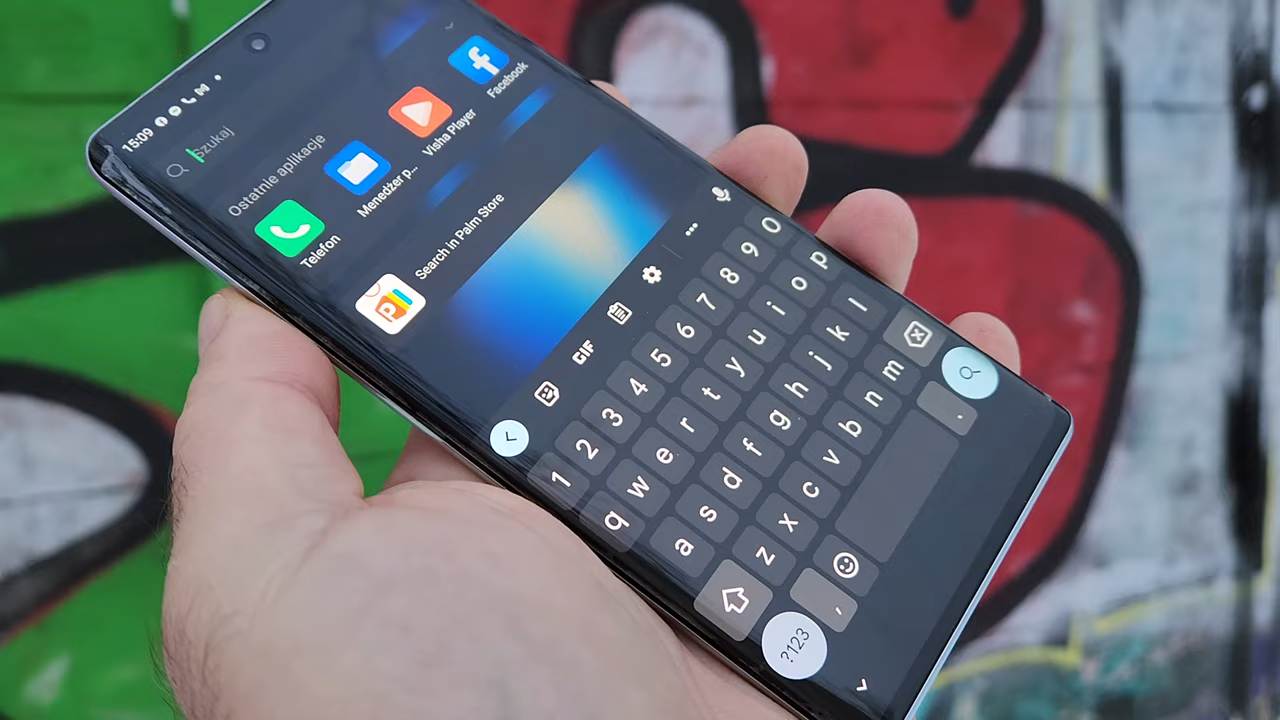 15:09
Szukaj
Ostatnie aplikacje
Telefon
Menedżer p...
Visha Player
Facebook
Search in Palm Store
GIF
1 2 3 4 5 6 7 8 9 0
q w e r t y u i o p
a s d f g h j k l
z x c v b n m
?123 , .